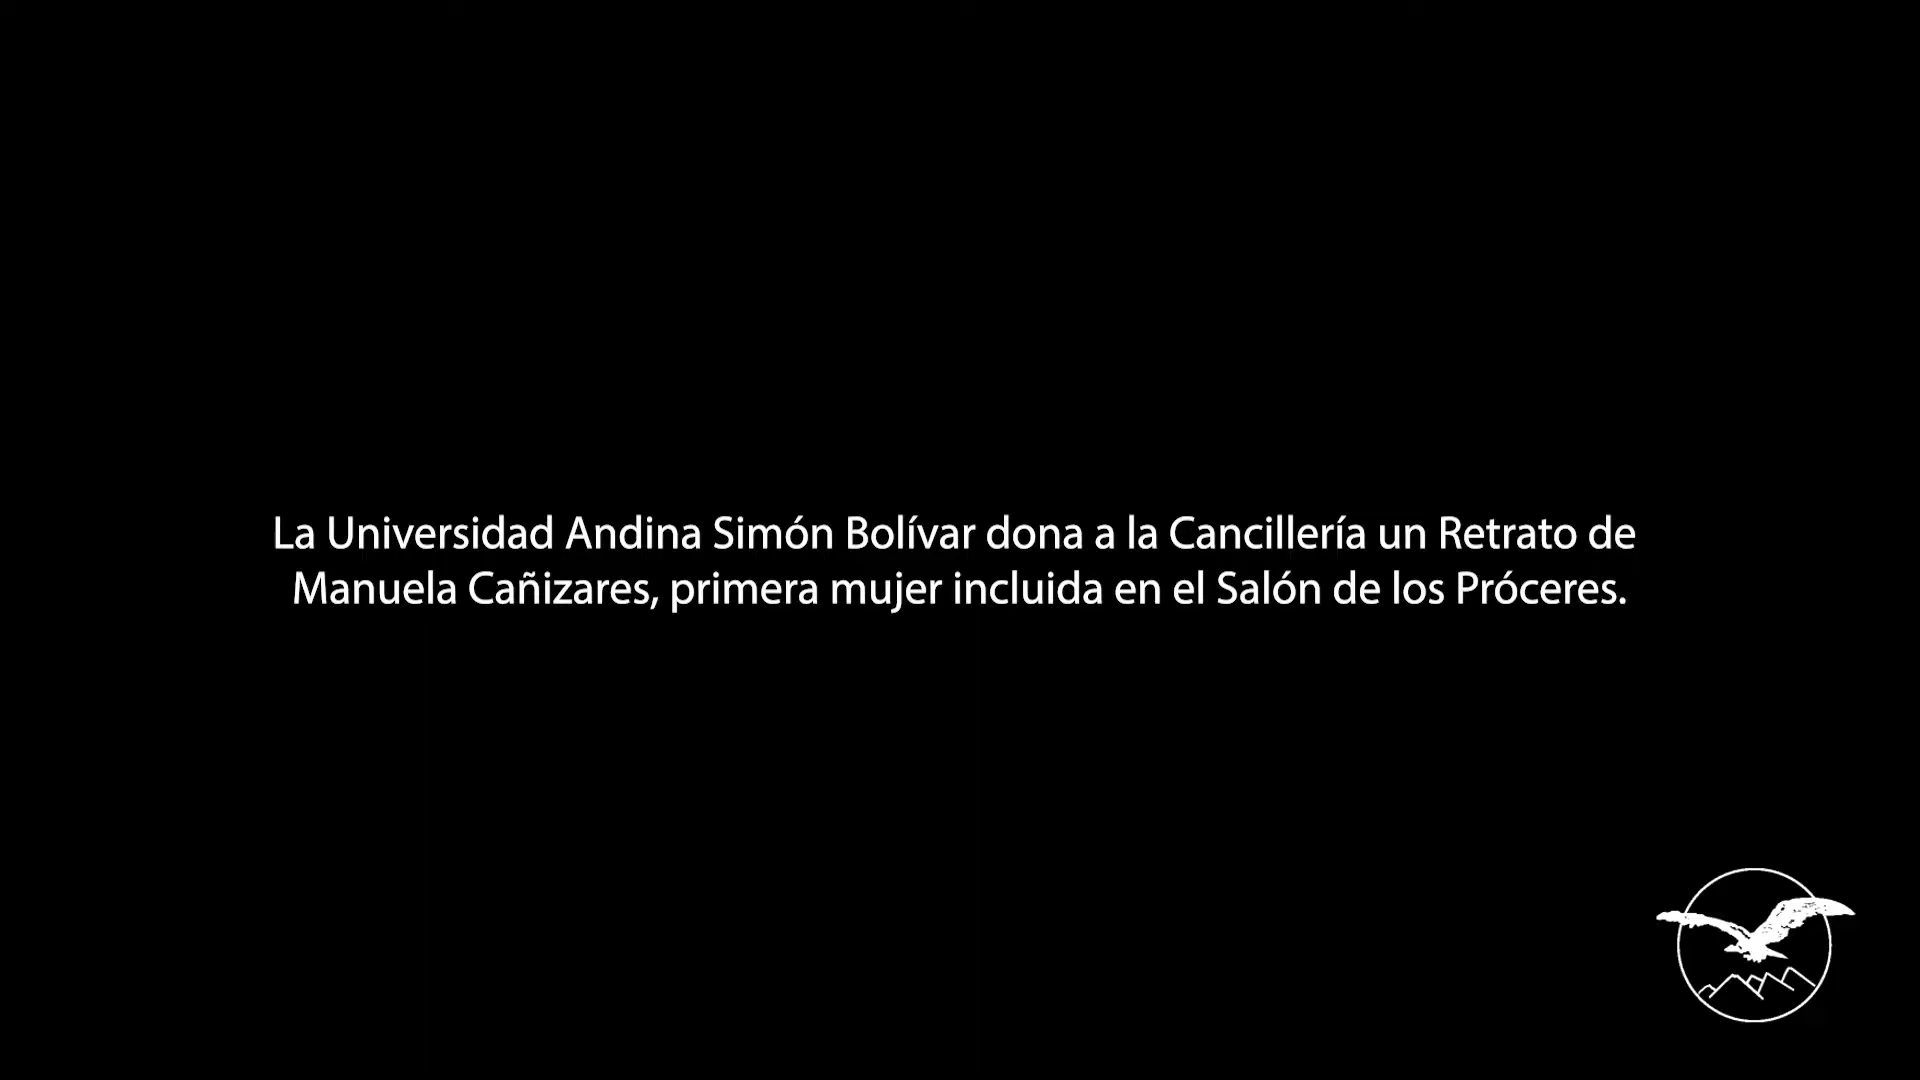 La Universidad Andina Simón Bolívar dona a la Cancillería un Retrato de
Manuela Cañizares, primera mujer incluida en el Salón de los Próceres.